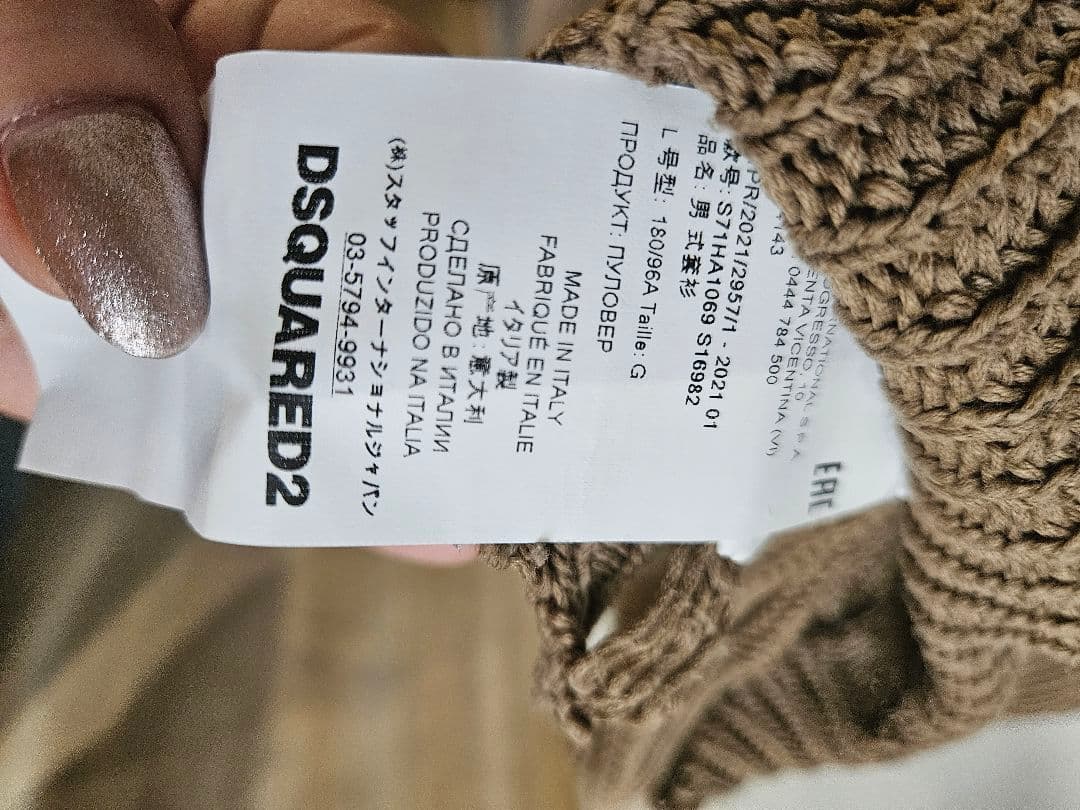 EAC
0444 784 500
PR/2021/2957/1 - 2021 01
款号: S71HA1069 S16982
品名: 男 式 套 衫
L 号型: 180/96A Taille: G
ПРОДУКТ: ПУЛОВЕР
MADE IN ITALY
FABRIQUÉ EN ITALIE
イタリア製
原产地: 意大利
СДЕЛАНО В ИТАЛИИ
PRODUZIDO NA ITALIA
(株)スタッフインターナショナルジャパン
03-5794-9931
DSQUARED2